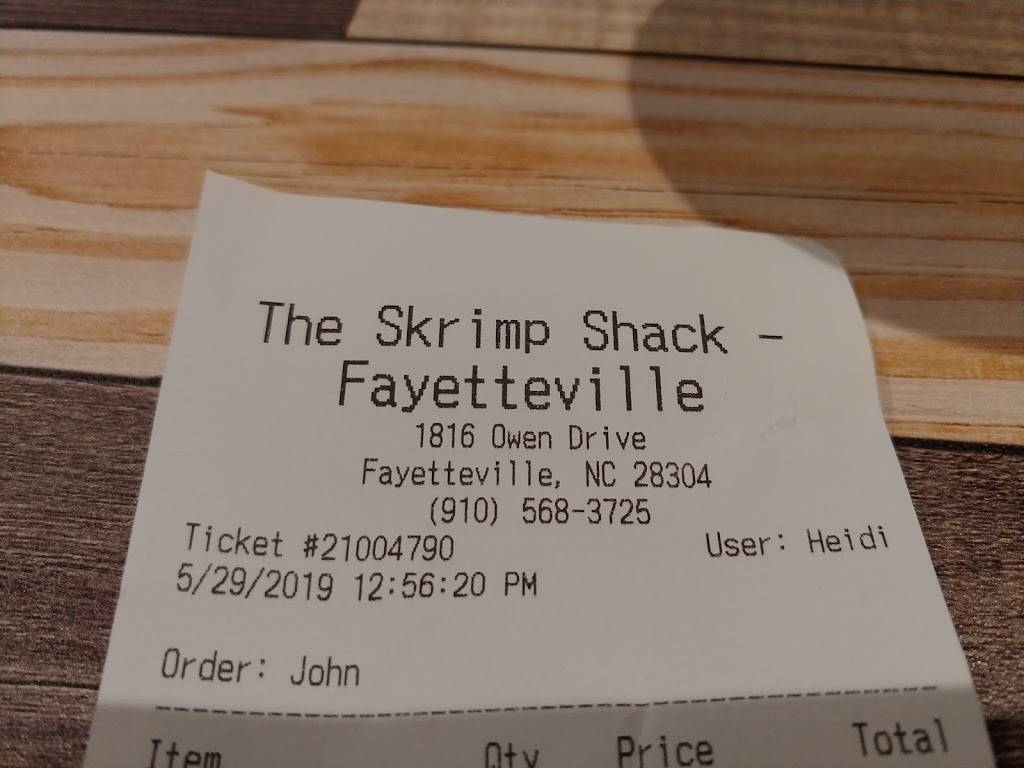 The Skrimp Shack -
Fayetteville
1816 Owen Drive
Fayetteville, NC 28304
(910) 568-3725
Ticket #21004790 User: Heidi
5/29/2019 12:56:20 PM
Order: John
Item Qty Price Total